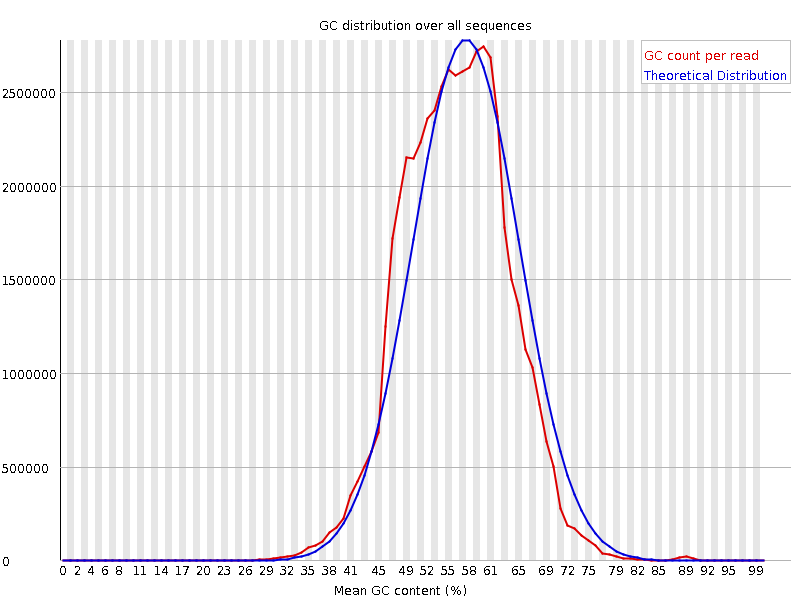 GC distribution over all sequences
GC count per read
Theoretical Distribution
2500000
2000000
1500000
1000000
500000
0
0 2 4 6 8 11 14 17 20 23 26 29 32 35 38 41 45 49 52 55 58 61 65 69 72 75 79 82 85 89 92 95 99
Mean GC content (%)